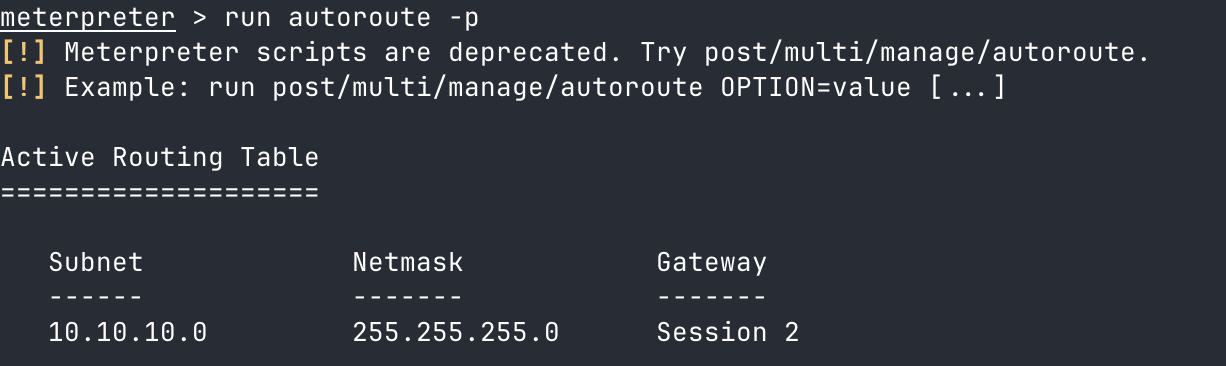 meterpreter > run autoroute -p
[!] Meterpreter scripts are deprecated. Try post/multi/manage/autoroute.
[!] Example: run post/multi/manage/autoroute OPTION=value [...]
Active Routing Table
====================
Subnet Netmask Gateway
------ ------- -------
10.10.10.0 255.255.255.0 Session 2